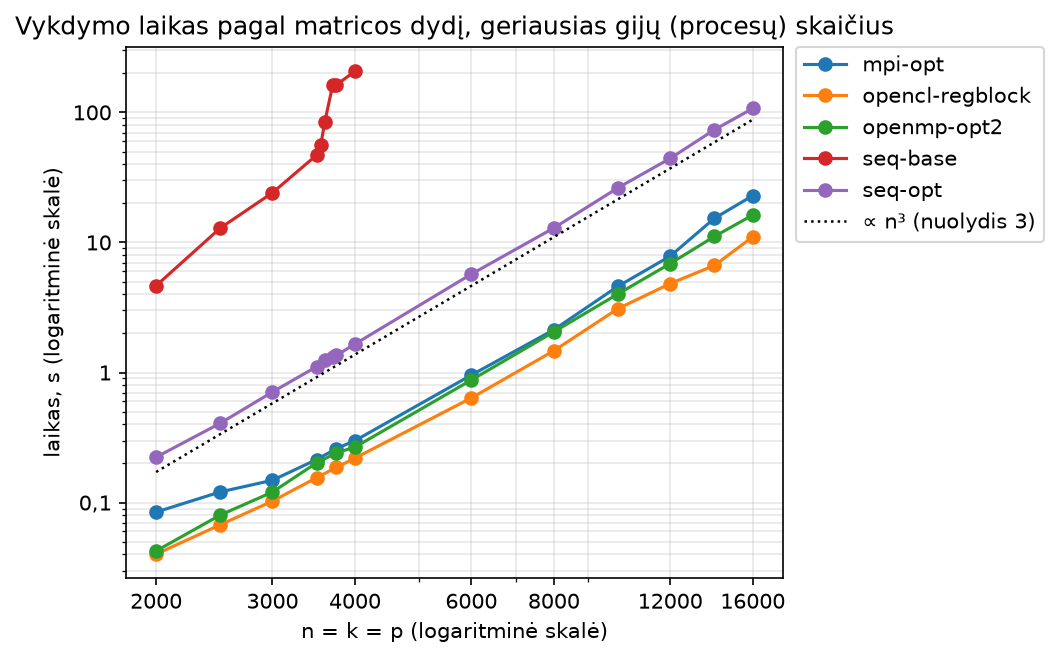 Vykdymo laikas pagal matricos dydį, geriausias gijų (procesų) skaičius
mpi-opt
opencl-regblock
openmp-opt2
seq-base
seq-opt
∝ n³ (nuolydis 3)
laikas, s (logaritminė skalė)
100
10
1
0,1
2000 3000 4000 6000 8000 12000 16000
n = k = p (logaritminė skalė)